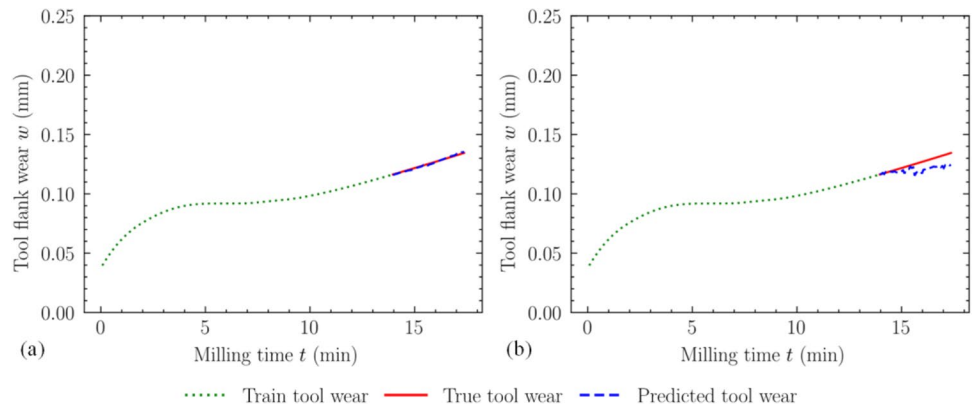 0.25
0.20
0.15
0.10
0.05
0.00
Tool flank wear w (mm)
0 5 10 15
Milling time t (min)
(a)
0.25
0.20
0.15
0.10
0.05
0.00
Tool flank wear w (mm)
0 5 10 15
Milling time t (min)
(b)
Train tool wear True tool wear Predicted tool wear